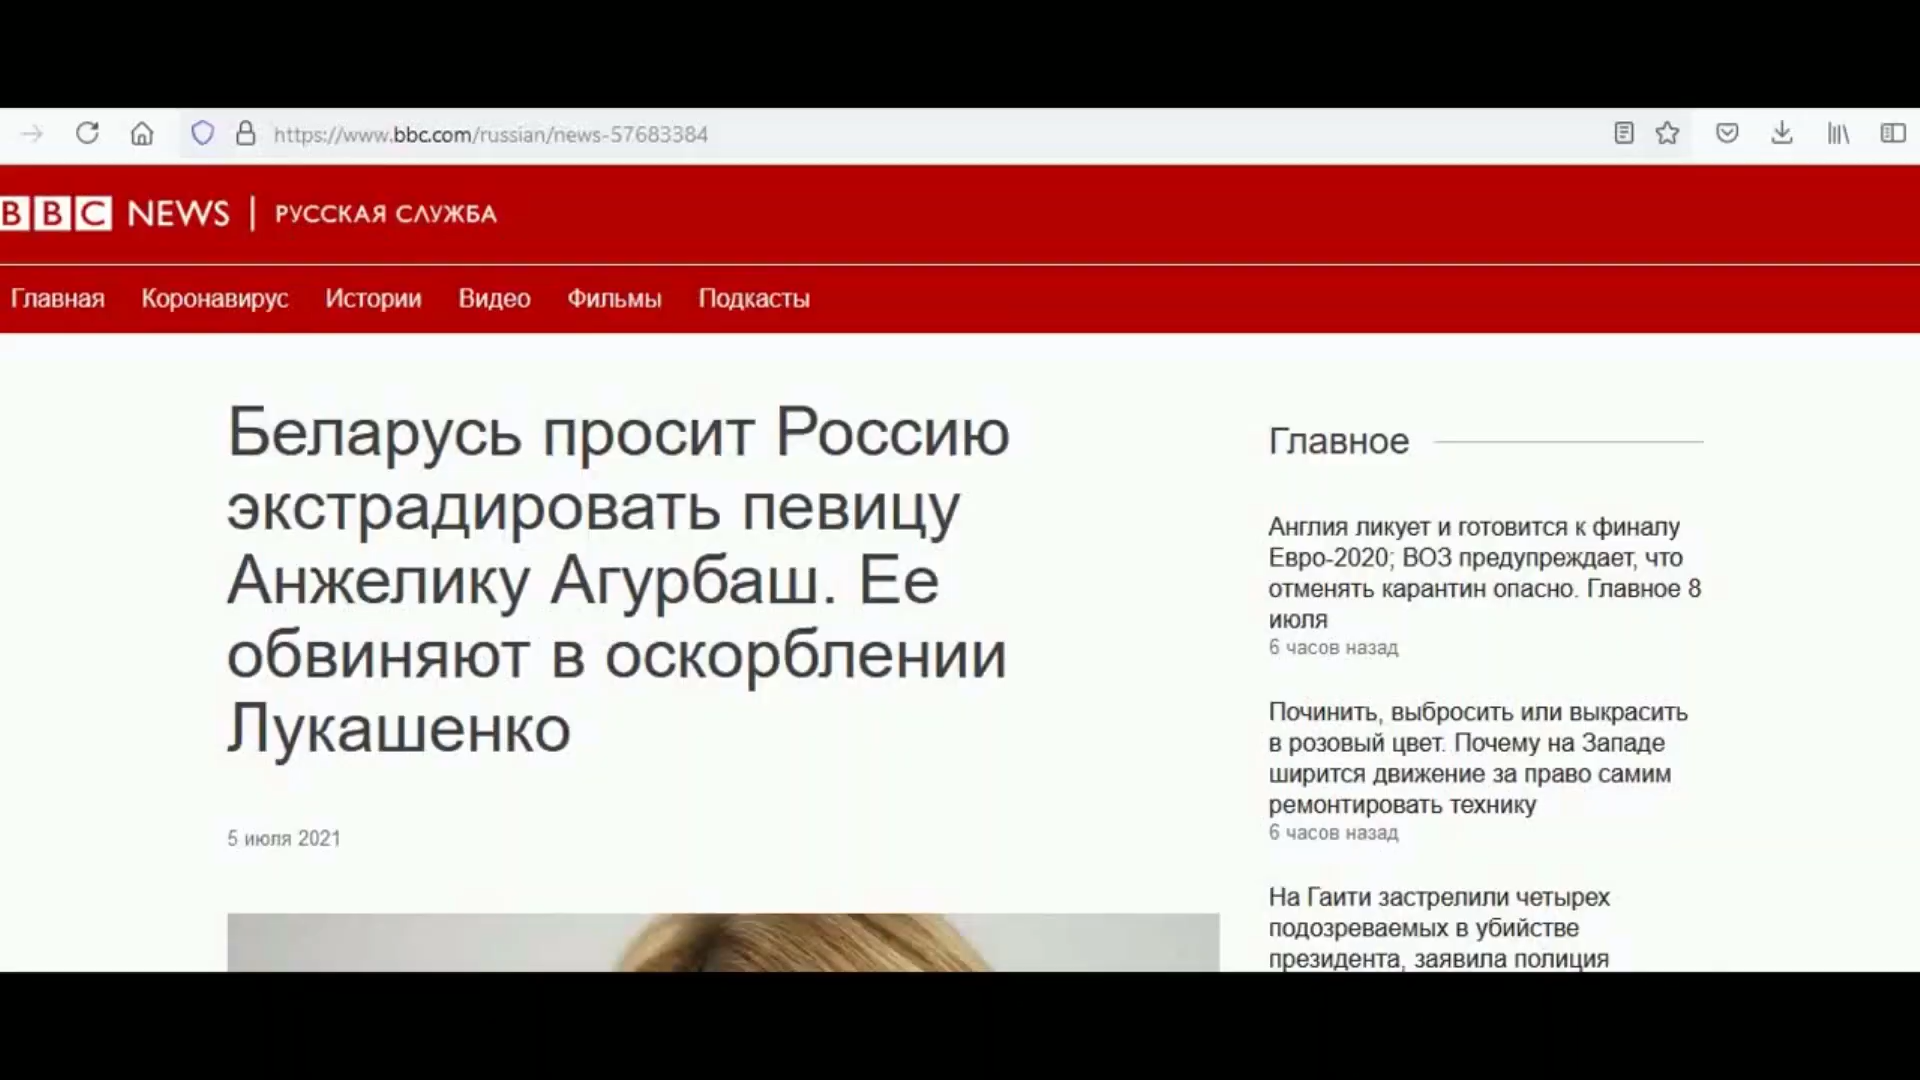 https://www.bbc.com/russian/news-57683384
BBC NEWS | РУССКАЯ СЛУЖБА
Главная Коронавирус Истории Видео Фильмы Подкасты
Беларусь просит Россию
экстрадировать певицу
Анжелику Агурбаш. Ее
обвиняют в оскорблении
Лукашенко
5 июля 2021
Главное
Англия ликует и готовится к финалу
Евро-2020; ВОЗ предупреждает, что
отменять карантин опасно. Главное 8
июля
6 часов назад
Починить, выбросить или выкрасить
в розовый цвет. Почему на Западе
ширится движение за право самим
ремонтировать технику
6 часов назад
На Гаити застрелили четырех
подозреваемых в убийстве
президента, заявила полиция